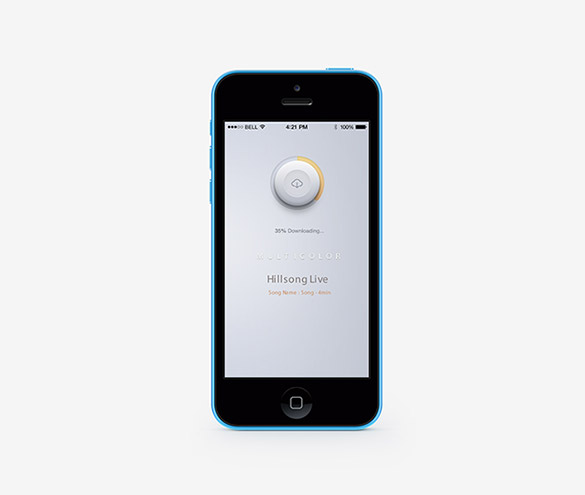 BELL 4:21 PM 100%
35% Downloading...
MULTICOLOR
Hillsong Live
Song Name : Song - 4min